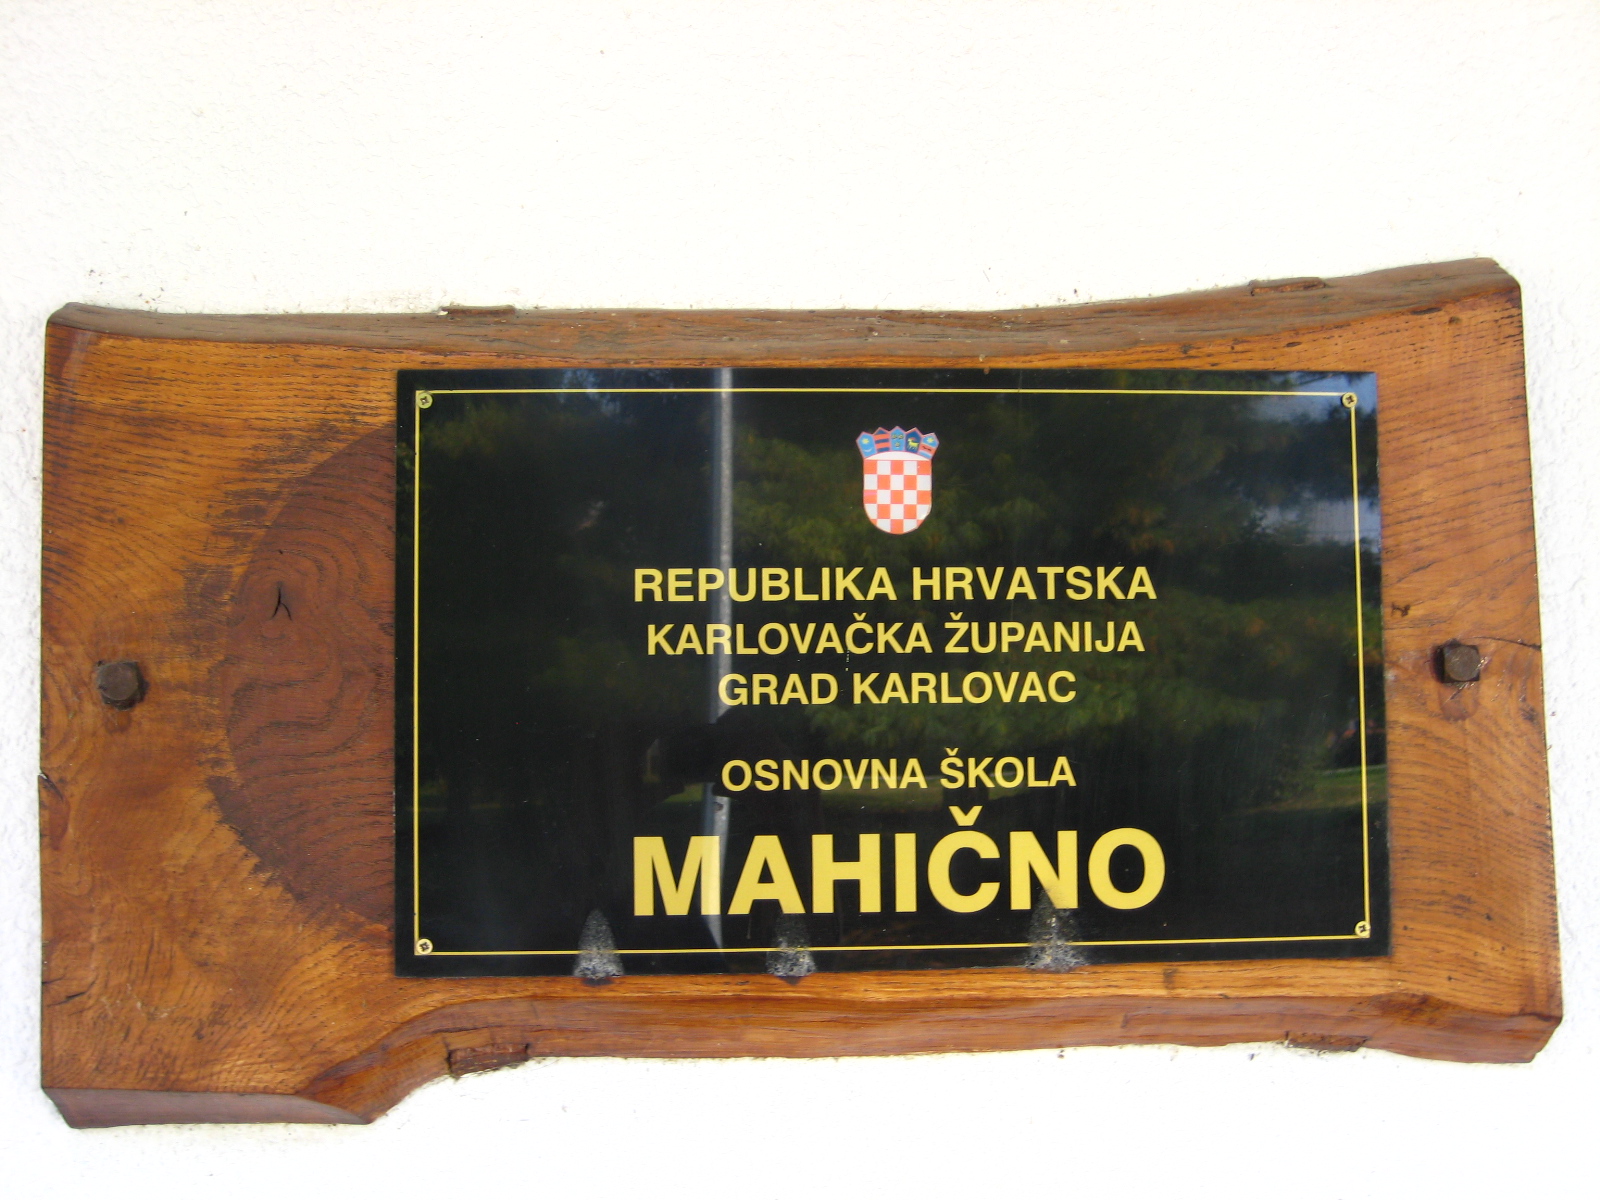 REPUBLIKA HRVATSKA
KARLOVAČKA ŽUPANIJA
GRAD KARLOVAC
OSNOVNA ŠKOLA
MAHIČNO